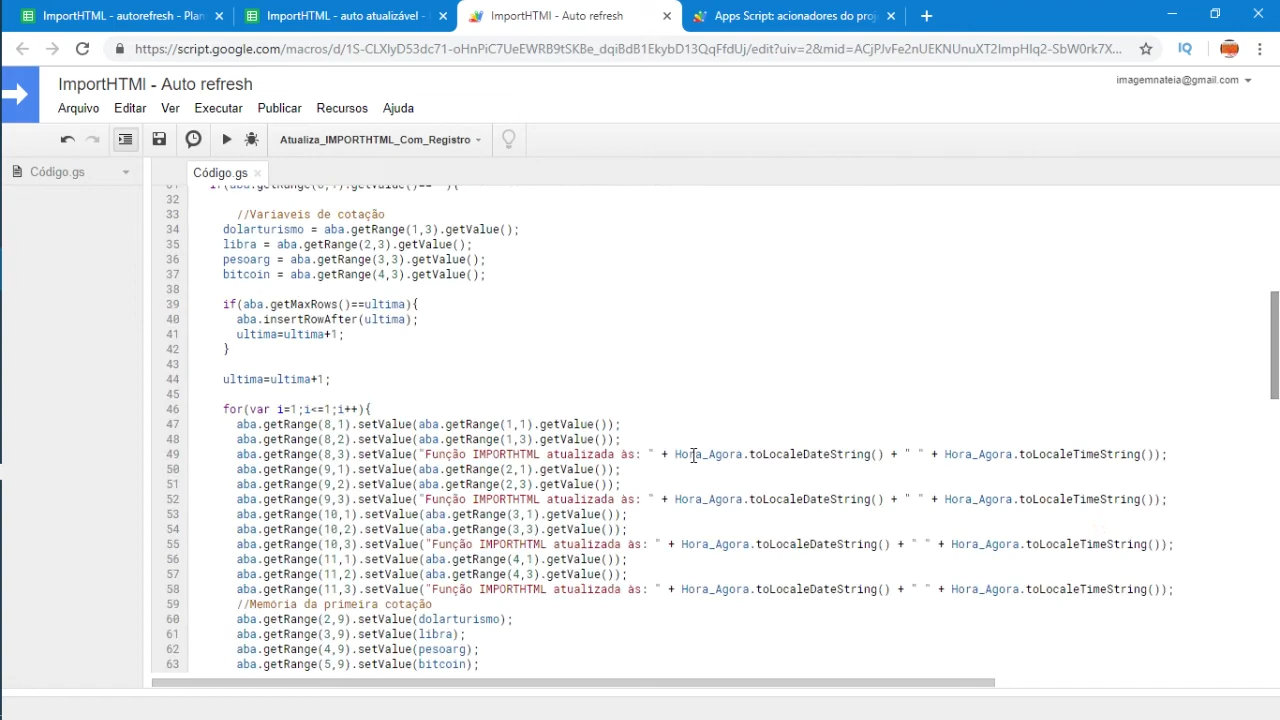 ImportHTML - autorefresh - Plan
ImportHTML - auto atualizável -
ImportHTMl - Auto refresh
Apps Script: acionadores do proj
https://script.google.com/macros/d/
IQ
ImportHTMl - Auto refresh
imagemnateia@gmail.com
Arquivo Editar Ver Executar Publicar Recursos Ajuda
Atualiza_IMPORTHTML_Com_Registro
Código.gs
Código.gs
32
33 //Variaveis de cotação
34 dolarturismo = aba.getRange(1,3).getValue();
35 libra = aba.getRange(2,3).getValue();
36 pesoarg = aba.getRange(3,3).getValue();
37 bitcoin = aba.getRange(4,3).getValue();
38
39 if(aba.getMaxRows()==ultima){
40 aba.insertRowAfter(ultima);
41 ultima=ultima+1;
42 }
43
44 ultima=ultima+1;
45
46 for(var i=1;i<=1;i++){
47 aba.getRange(8,1).setValue(aba.getRange(1,1).getValue());
48 aba.getRange(8,2).setValue(aba.getRange(1,3).getValue());
49 aba.getRange(8,3).setValue("Função IMPORTHTML atualizada às: " + Hora_Agora.toLocaleDateString() + " " + Hora_Agora.toLocaleTimeString());
50 aba.getRange(9,1).setValue(aba.getRange(2,1).getValue());
51 aba.getRange(9,2).setValue(aba.getRange(2,3).getValue());
52 aba.getRange(9,3).setValue("Função IMPORTHTML atualizada às: " + Hora_Agora.toLocaleDateString() + " " + Hora_Agora.toLocaleTimeString());
53 aba.getRange(10,1).setValue(aba.getRange(3,1).getValue());
54 aba.getRange(10,2).setValue(aba.getRange(3,3).getValue());
55 aba.getRange(10,3).setValue("Função IMPORTHTML atualizada às: " + Hora_Agora.toLocaleDateString() + " " + Hora_Agora.toLocaleTimeString());
56 aba.getRange(11,1).setValue(aba.getRange(4,1).getValue());
57 aba.getRange(11,2).setValue(aba.getRange(4,3).getValue());
58 aba.getRange(11,3).setValue("Função IMPORTHTML atualizada às: " + Hora_Agora.toLocaleDateString() + " " + Hora_Agora.toLocaleTimeString());
59 //Memória da primeira cotação
60 aba.getRange(2,9).setValue(dolarturismo);
61 aba.getRange(3,9).setValue(libra);
62 aba.getRange(4,9).setValue(pesoarg);
63 aba.getRange(5,9).setValue(bitcoin);